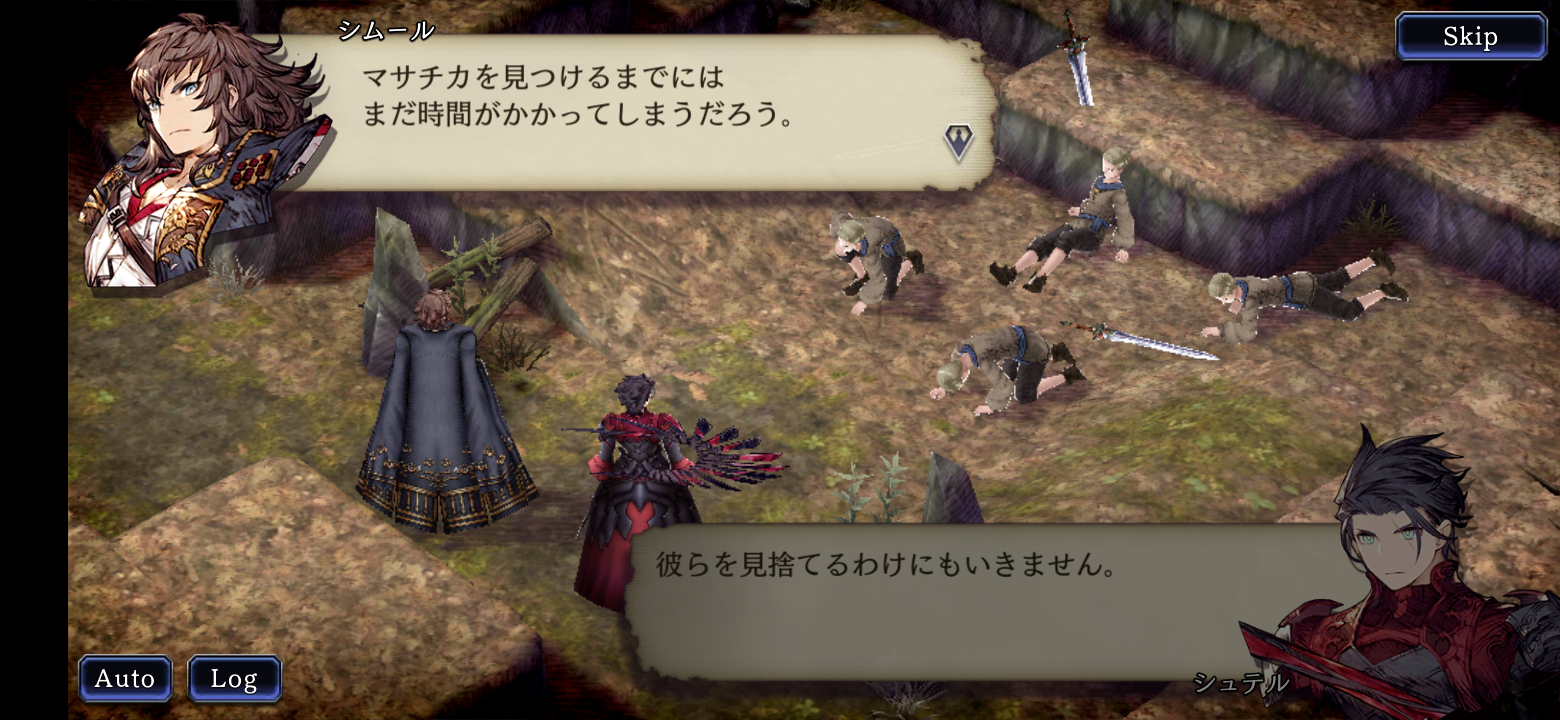 シムール
Skip
マサチカを見つけるまでには
まだ時間がかかってしまうだろう。
彼らを見捨てるわけにもいきません。
シュテル
Auto
Log